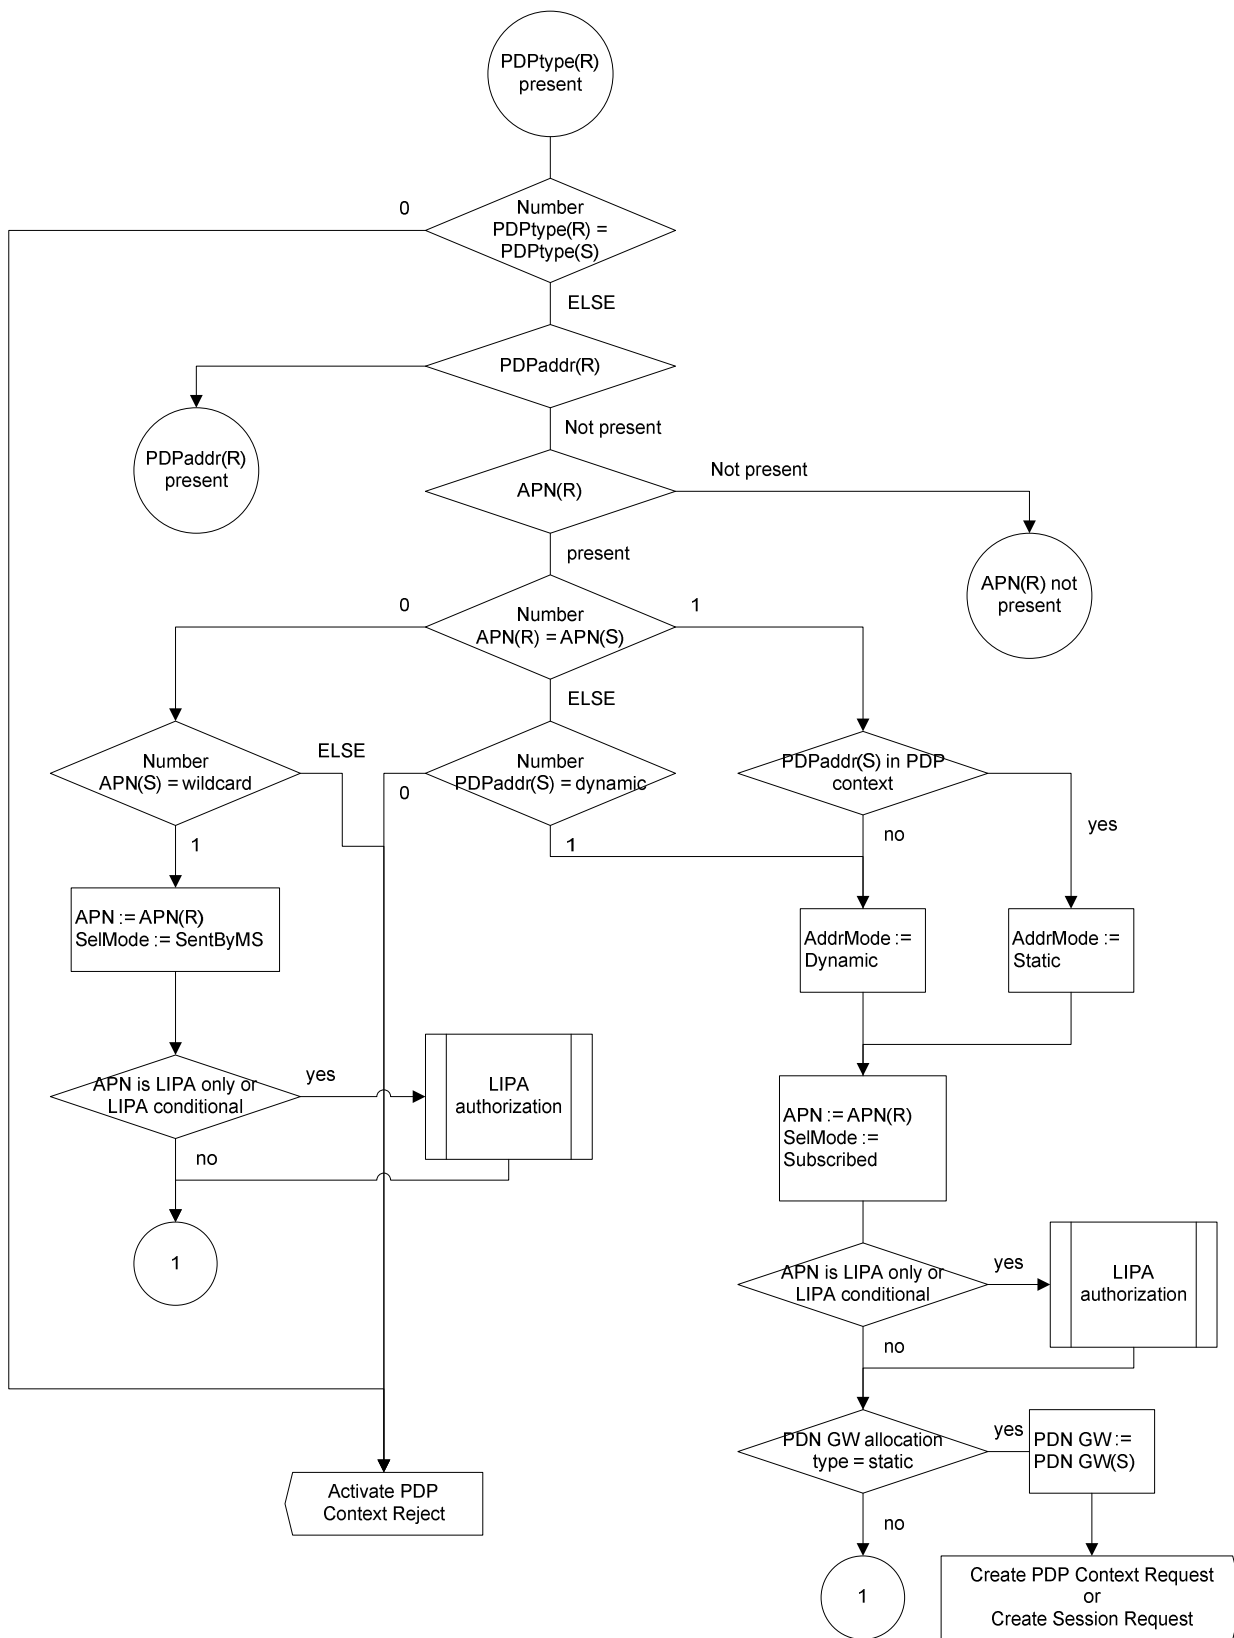 PDPtype(R)
present
0
Number
PDPtype(R) =
PDPtype(S)
ELSE
PDPaddr(R)
Not present
PDPaddr(R)
present
APN(R)
Not present
present
APN(R) not
present
0
Number
APN(R) = APN(S)
1
ELSE
Number
APN(S) = wildcard
ELSE
Number
PDPaddr(S) = dynamic
0
PDPaddr(S) in PDP
context
1
1
no
yes
APN := APN(R)
SelMode := SentByMS
AddrMode :=
Dynamic
AddrMode :=
Static
APN is LIPA only or
LIPA conditional
yes
LIPA
authorization
no
APN := APN(R)
SelMode :=
Subscribed
1
APN is LIPA only or
LIPA conditional
yes
LIPA
authorization
no
PDN GW allocation
type = static
yes
PDN GW :=
PDN GW(S)
Activate PDP
Context Reject
no
1
Create PDP Context Request
or
Create Session Request